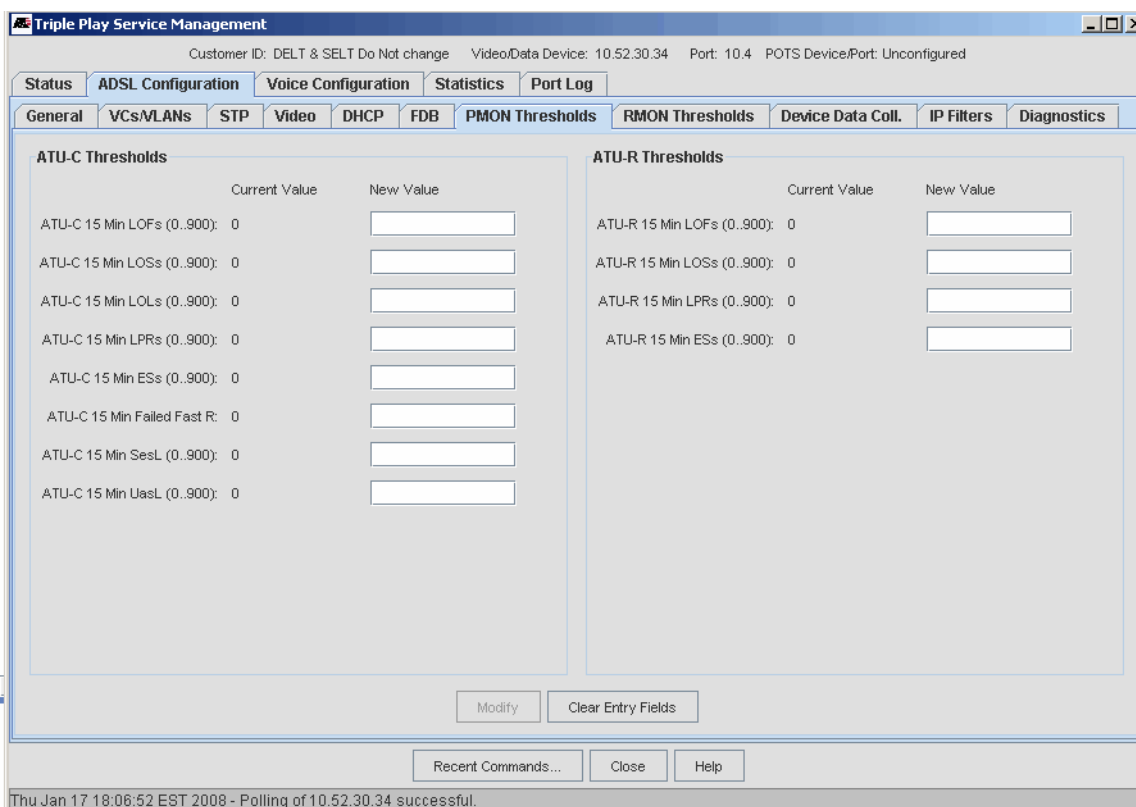 Triple Play Service Management
Customer ID: DELT & SELT Do Not change Video/Data Device: 10.52.30.34 Port: 10.4 POTS Device/Port: Unconfigured
Status ADSL Configuration Voice Configuration Statistics Port Log
General VCs/VLANs STP Video DHCP FDB PMON Thresholds RMON Thresholds Device Data Coll. IP Filters Diagnostics
ATU-C Thresholds
Current Value New Value
ATU-C 15 Min LOFs (0..900): 0
ATU-C 15 Min LOSs (0..900): 0
ATU-C 15 Min LOLs (0..900): 0
ATU-C 15 Min LPRs (0..900): 0
ATU-C 15 Min ESs (0..900): 0
ATU-C 15 Min Failed Fast R: 0
ATU-C 15 Min SesL (0..900): 0
ATU-C 15 Min UasL (0..900): 0
ATU-R Thresholds
Current Value New Value
ATU-R 15 Min LOFs (0..900): 0
ATU-R 15 Min LOSs (0..900): 0
ATU-R 15 Min LPRs (0..900): 0
ATU-R 15 Min ESs (0..900): 0
Modify Clear Entry Fields
Recent Commands... Close Help
Thu Jan 17 18:06:52 EST 2008 - Polling of 10.52.30.34 successful.